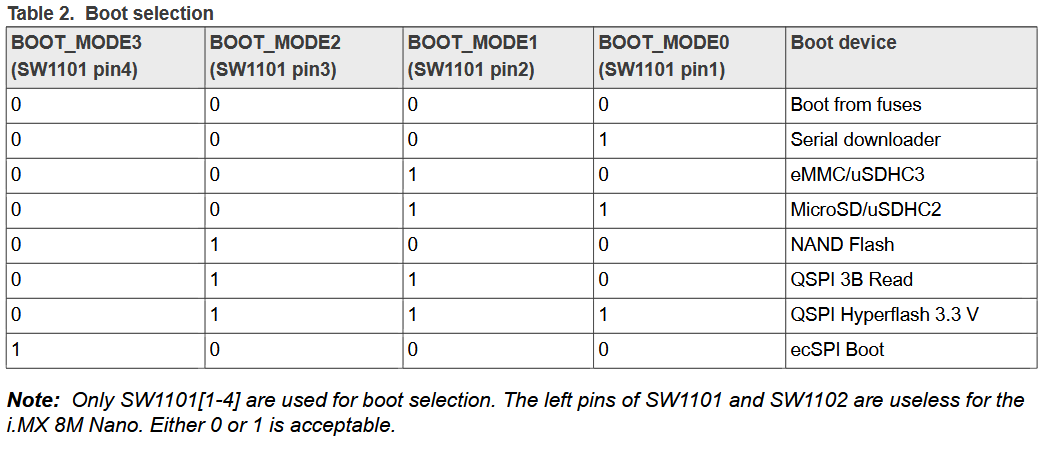 Table 2. Boot selection
BOOT_MODE3 (SW1101 pin4) BOOT_MODE2 (SW1101 pin3) BOOT_MODE1 (SW1101 pin2) BOOT_MODE0 (SW1101 pin1) Boot device
0 0 0 0 Boot from fuses
0 0 0 1 Serial downloader
0 0 1 0 eMMC/uSDHC3
0 0 1 1 MicroSD/uSDHC2
0 1 0 0 NAND Flash
0 1 1 0 QSPI 3B Read
0 1 1 1 QSPI Hyperflash 3.3 V
1 0 0 0 ecSPI Boot
Note: Only SW1101[1-4] are used for boot selection. The left pins of SW1101 and SW1102 are useless for the
i.MX 8M Nano. Either 0 or 1 is acceptable.